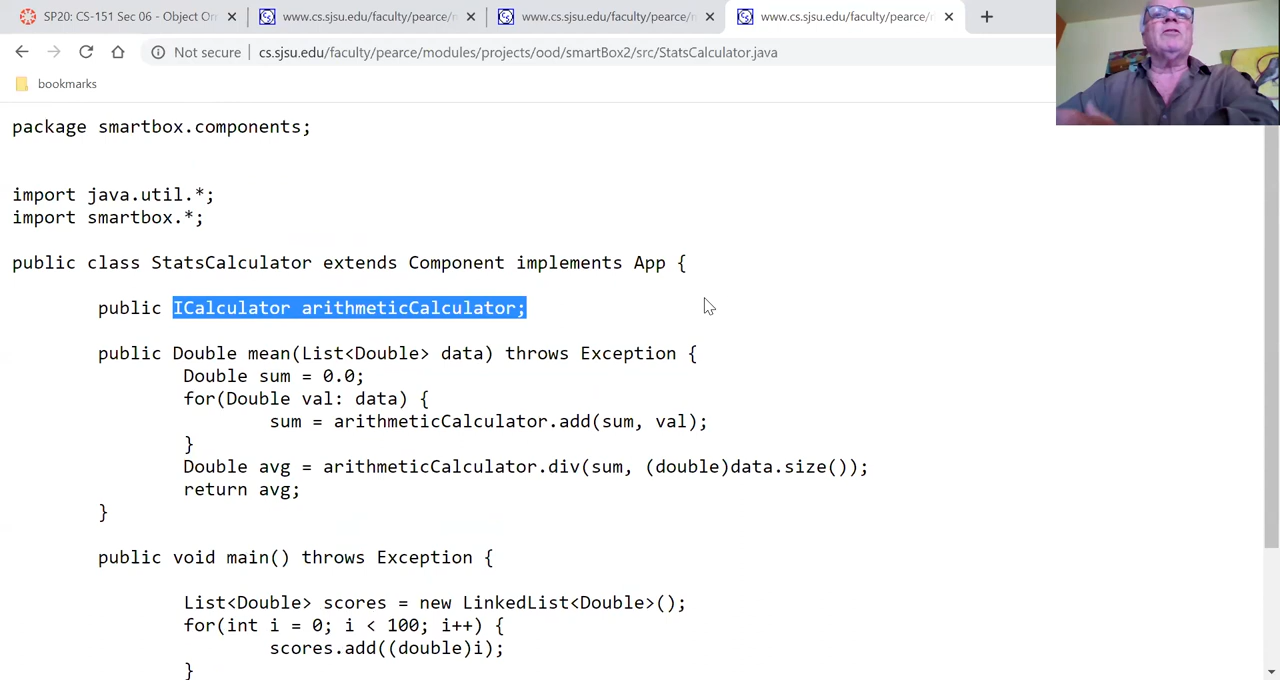 SP20: CS-151 Sec 06 - Object Or
www.cs.sjsu.edu/faculty/pearce/
www.cs.sjsu.edu/faculty/pearce/
www.cs.sjsu.edu/faculty/pearce/
Not secure | cs.sjsu.edu/faculty/pearce/modules/projects/ood/smartBox2/src/StatsCalculator.java
bookmarks
package smartbox.components;
import java.util.*;
import smartbox.*;
public class StatsCalculator extends Component implements App {
public ICalculator arithmeticCalculator;
public Double mean(List<Double> data) throws Exception {
Double sum = 0.0;
for(Double val: data) {
sum = arithmeticCalculator.add(sum, val);
}
Double avg = arithmeticCalculator.div(sum, (double)data.size());
return avg;
}
public void main() throws Exception {
List<Double> scores = new LinkedList<Double>();
for(int i = 0; i < 100; i++) {
scores.add((double)i);
}